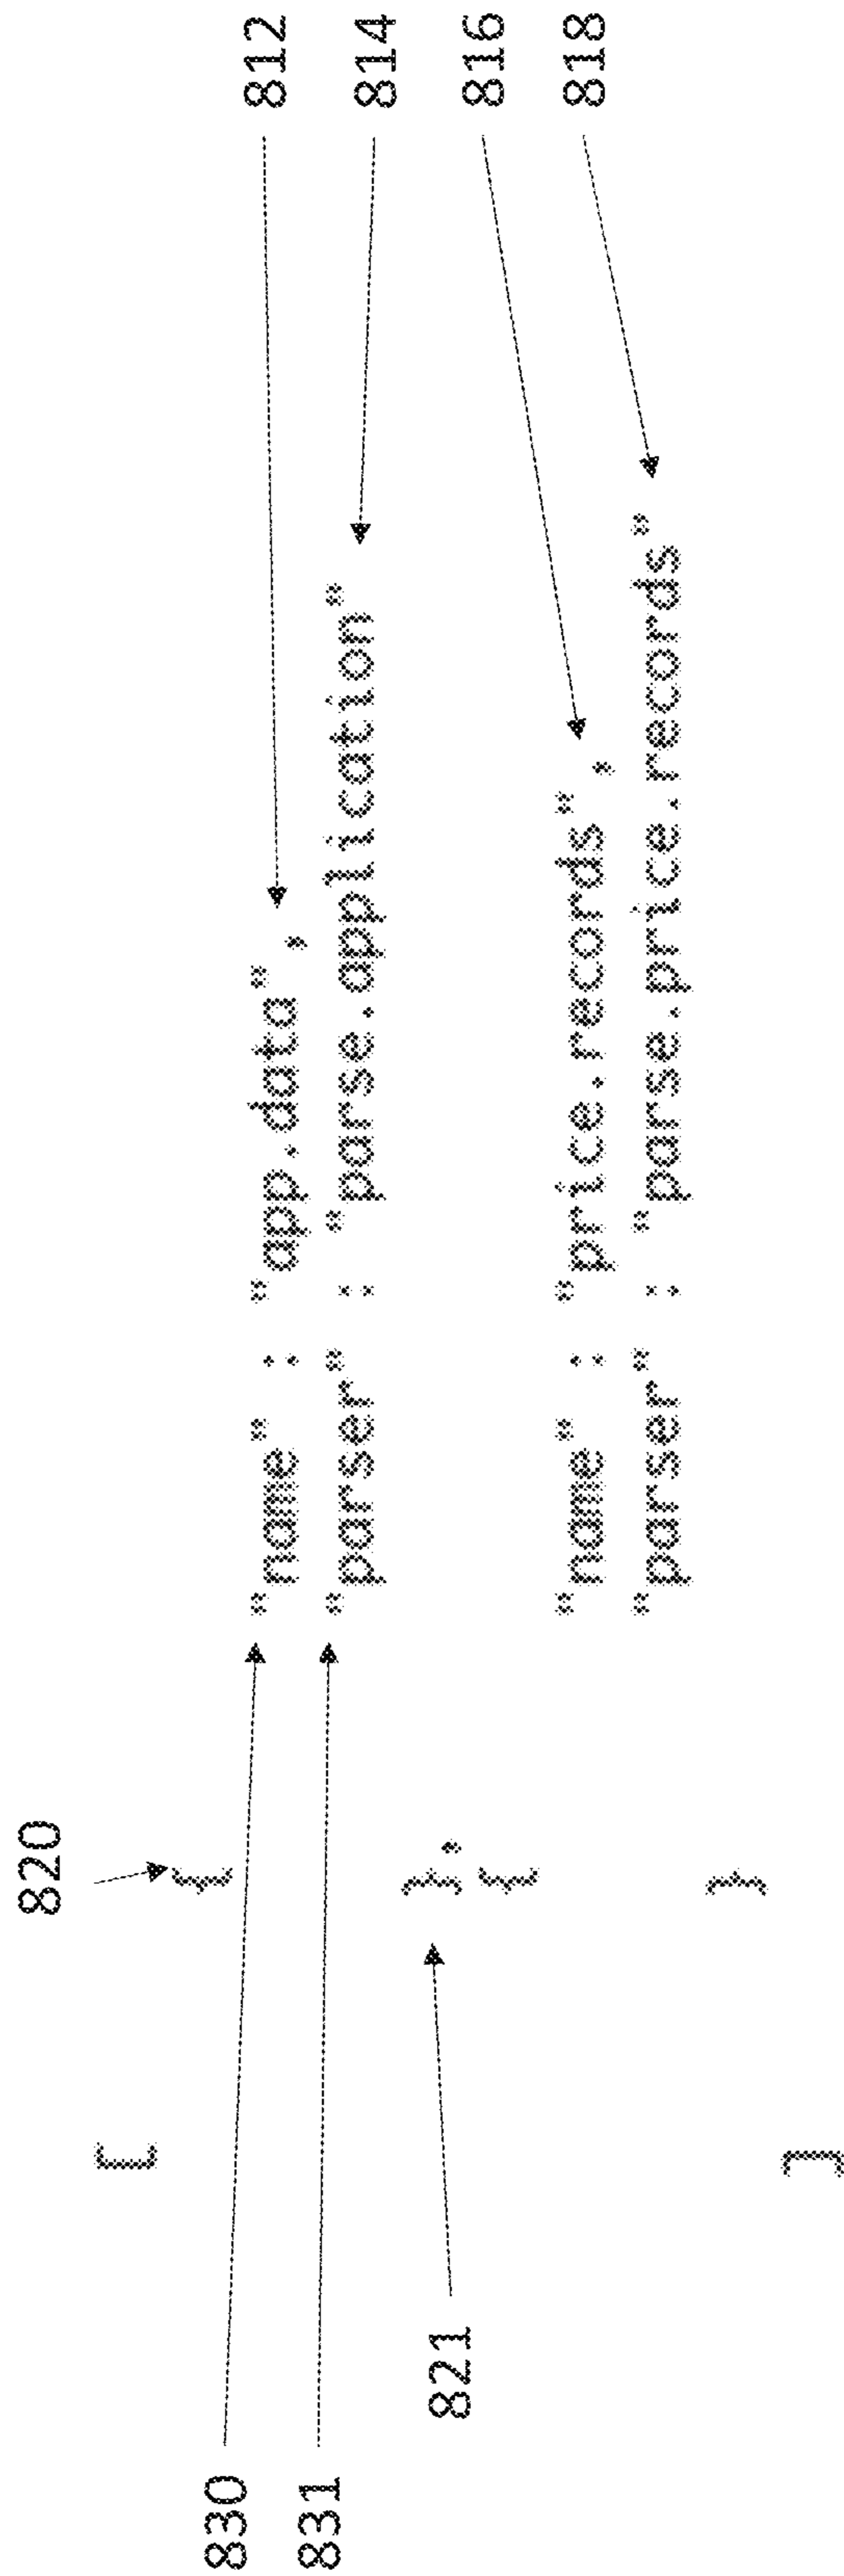 820
[
{
830 "name" : "app.data", 812
831 "parser" : "parse.application" 814
821 },
{ 816
"name" : "price.records", 818
"parser" : "parse.price.records"
}
]